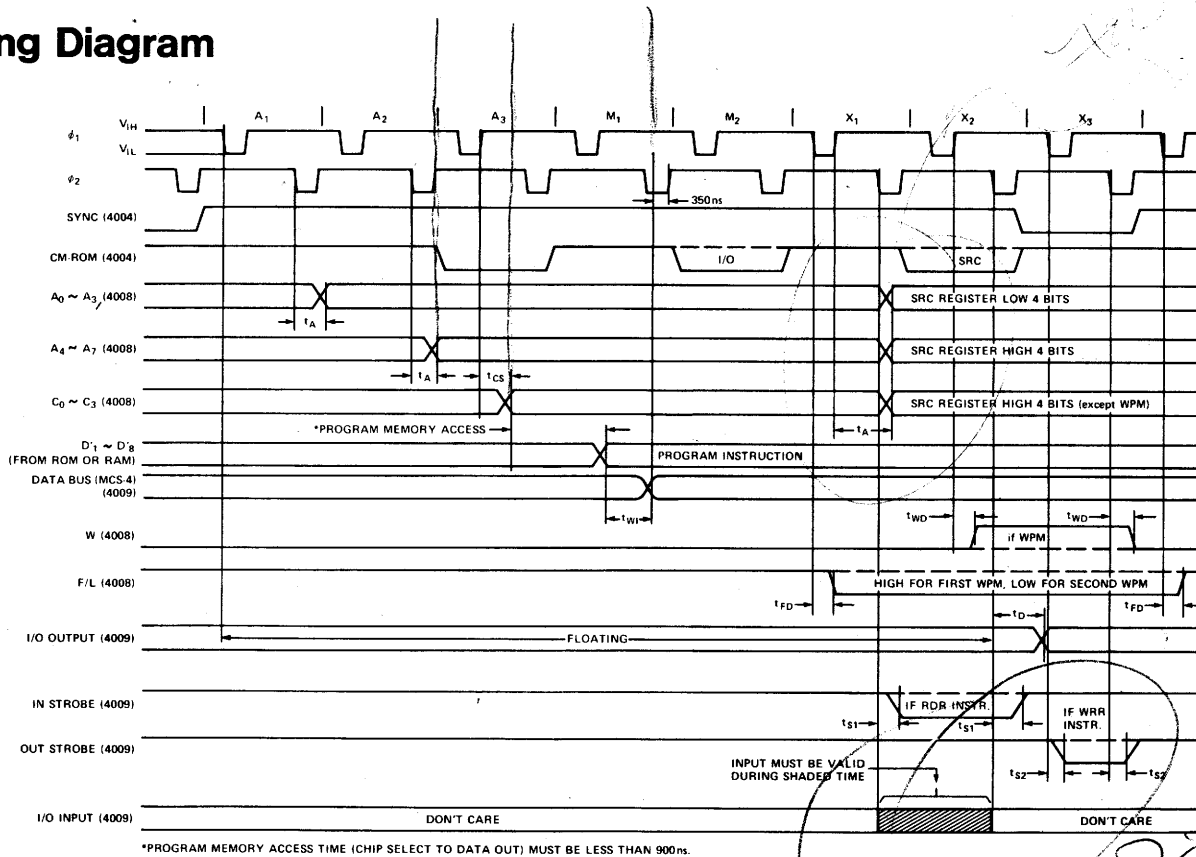 ng Diagram
A1 A2 A3 M1 M2 X1 X2 X3
φ1 VIH
VIL
φ2
350ns
SYNC (4004)
CM-ROM (4004) I/O SRC
A0 ~ A3 (4008) SRC REGISTER LOW 4 BITS
tA
A4 ~ A7 (4008) SRC REGISTER HIGH 4 BITS
tA tCS
C0 ~ C3 (4008) SRC REGISTER HIGH 4 BITS (except WPM)
*PROGRAM MEMORY ACCESS tA
D'1 ~ D'8
(FROM ROM OR RAM) PROGRAM INSTRUCTION
DATA BUS (MCS-4)
(4009)
tWI
tWD tWD
W (4008) if WPM
F/L (4008) HIGH FOR FIRST WPM, LOW FOR SECOND WPM
tFD tD tFD
I/O OUTPUT (4009) FLOATING
IN STROBE (4009) IF RDR INSTR.
tS1 tS1
IF WRR
INSTR.
OUT STROBE (4009)
tS2 tS2
INPUT MUST BE VALID
DURING SHADED TIME
I/O INPUT (4009) DON'T CARE DON'T CARE
*PROGRAM MEMORY ACCESS TIME (CHIP SELECT TO DATA OUT) MUST BE LESS THAN 900ns.